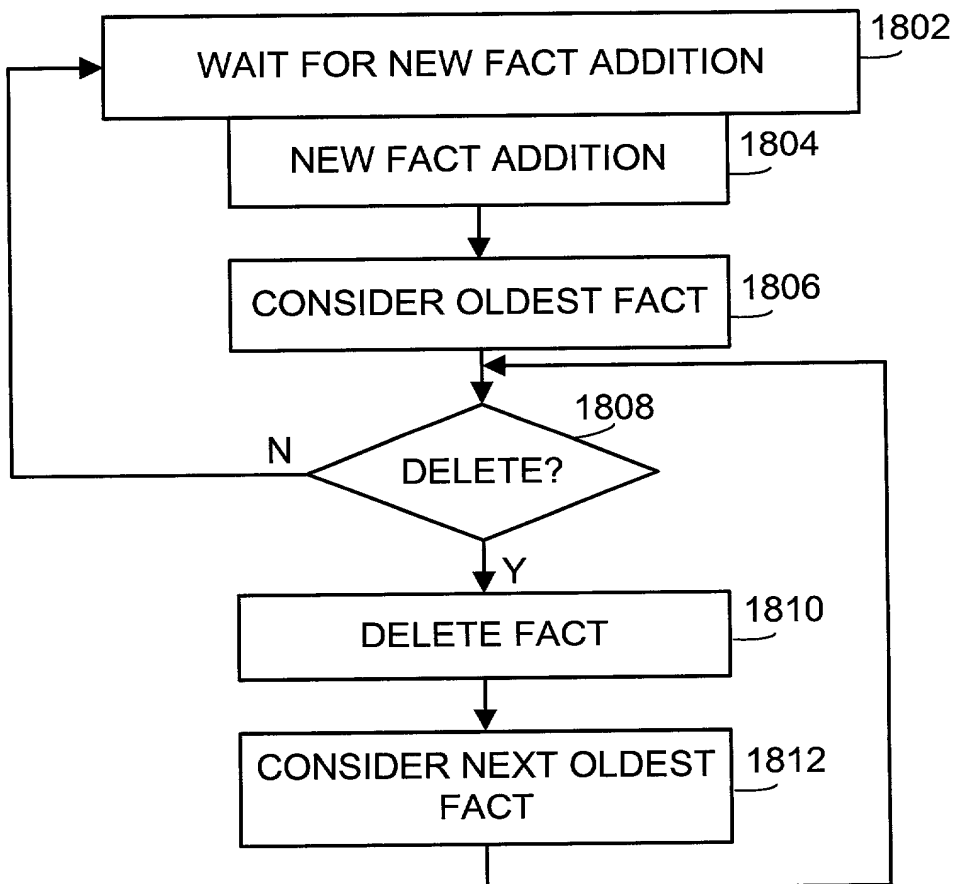 1802
WAIT FOR NEW FACT ADDITION
NEW FACT ADDITION
1804
CONSIDER OLDEST FACT
1806
1808
N
DELETE?
Y
DELETE FACT
1810
CONSIDER NEXT OLDEST
FACT
1812